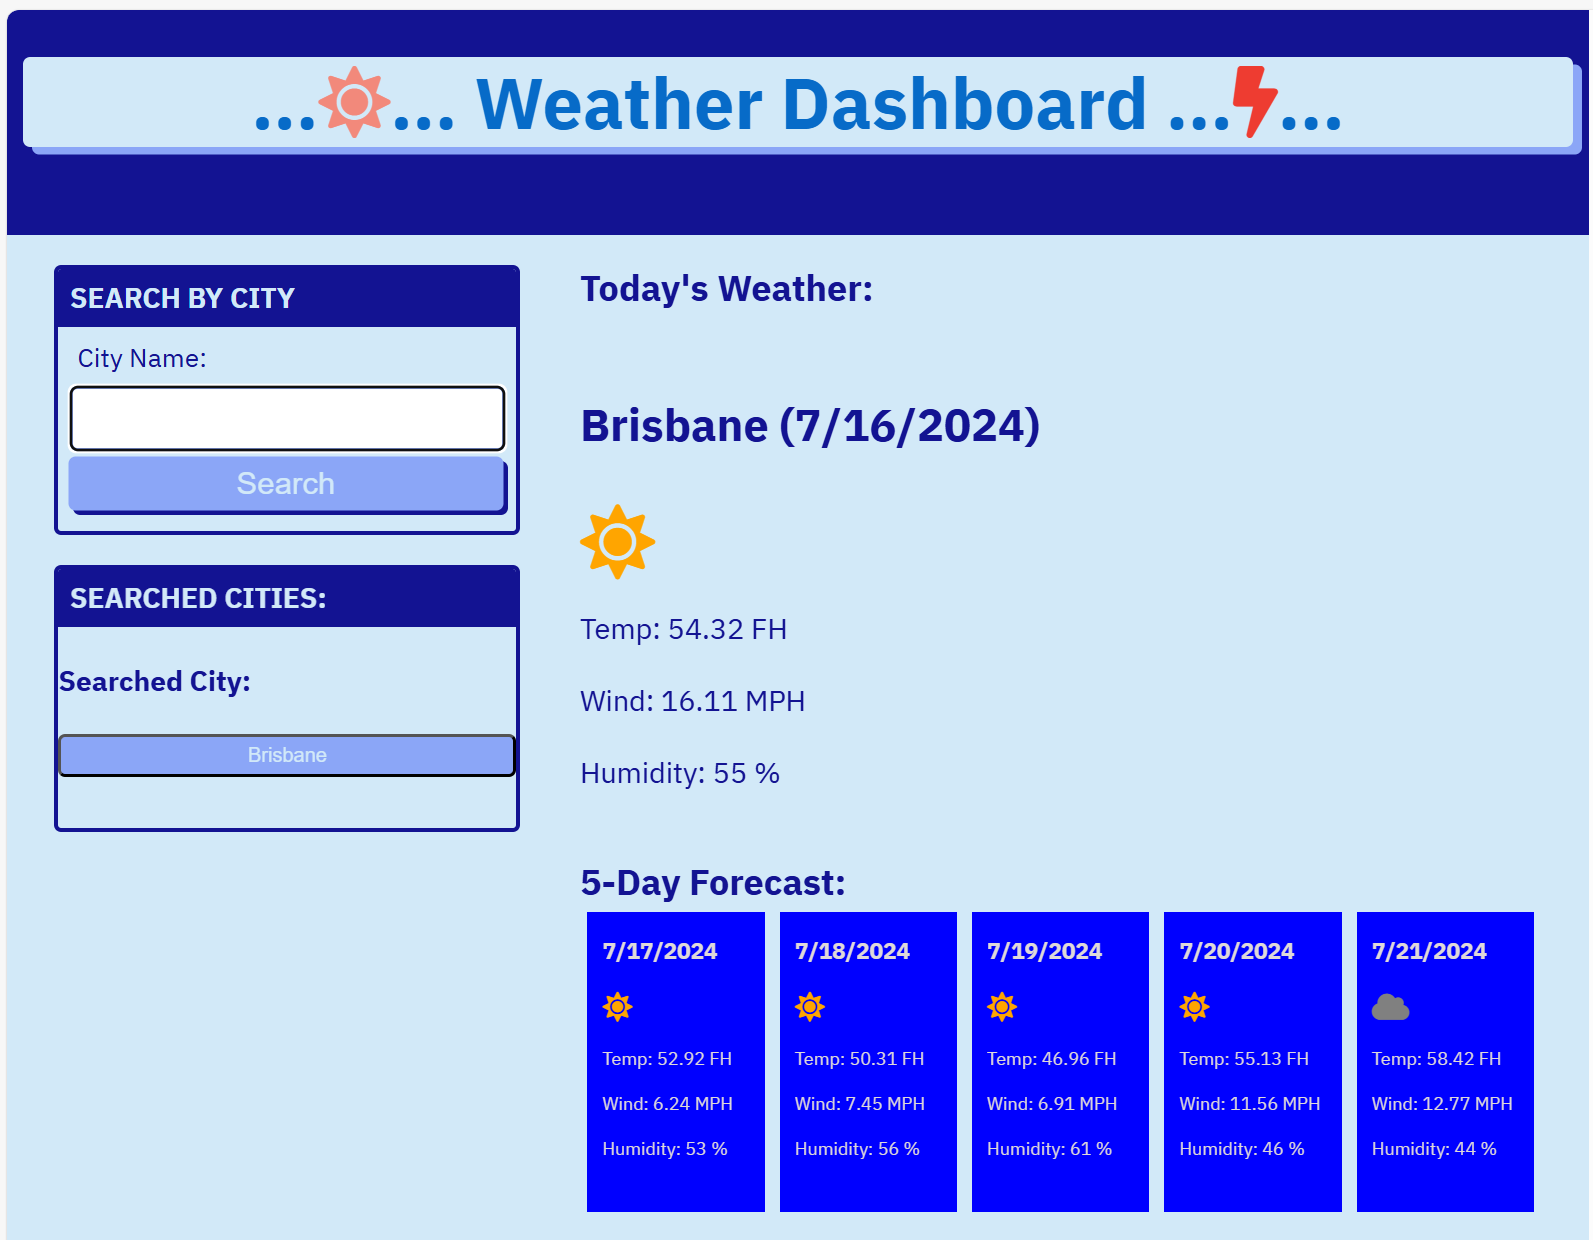 ...... Weather Dashboard ......
SEARCH BY CITY
City Name:
Search
SEARCHED CITIES:
Searched City:
Brisbane
Today's Weather:
Brisbane (7/16/2024)
Temp: 54.32 FH
Wind: 16.11 MPH
Humidity: 55 %
5-Day Forecast:
7/17/2024
Temp: 52.92 FH
Wind: 6.24 MPH
Humidity: 53 %
7/18/2024
Temp: 50.31 FH
Wind: 7.45 MPH
Humidity: 56 %
7/19/2024
Temp: 46.96 FH
Wind: 6.91 MPH
Humidity: 61 %
7/20/2024
Temp: 55.13 FH
Wind: 11.56 MPH
Humidity: 46 %
7/21/2024
Temp: 58.42 FH
Wind: 12.77 MPH
Humidity: 44 %